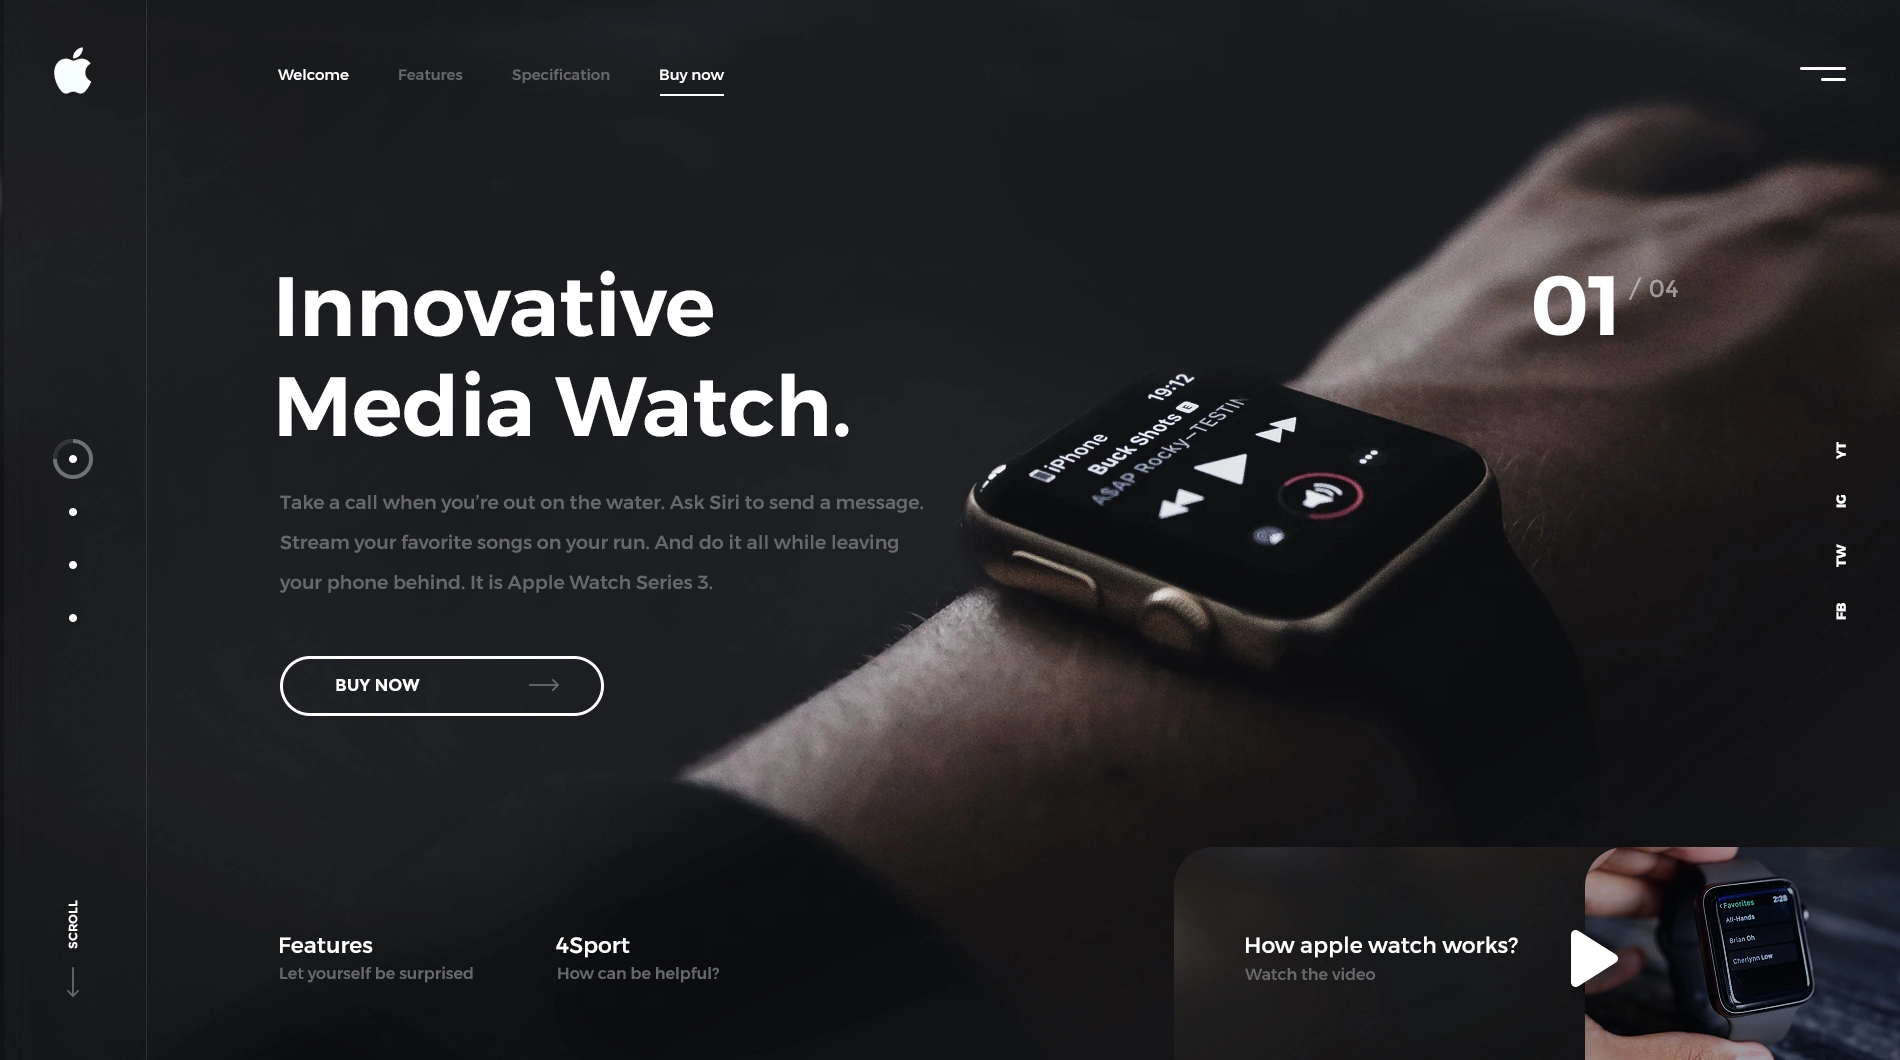 Welcome
Features
Specification
Buy now
Innovative
Media Watch.
01 / 04
Take a call when you’re out on the water. Ask Siri to send a message.
Stream your favorite songs on your run. And do it all while leaving
your phone behind. It is Apple Watch Series 3.
BUY NOW
iPhone
19:12
Buck Shots E
A$AP Rocky—TESTIN
YT
IG
TW
FB
SCROLL
Features
Let yourself be surprised
4Sport
How can be helpful?
How apple watch works?
Watch the video
Favorites
2:28
All-Hands
Brian Oh
Cherlynn Low